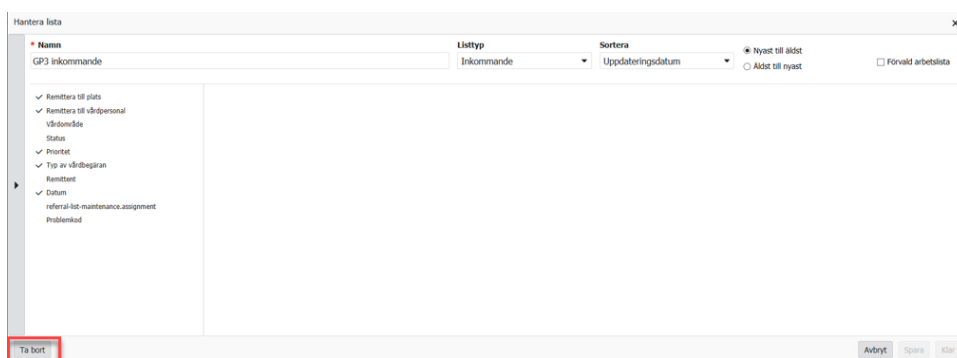 Hantera lista
* Namn
GP3 inkommande
Listtyp
Inkommande
Sortera
Uppdateringsdatum
Nyast till äldst
Äldst till nyast
Förvald arbetslista
Remittera till plats
Remittera till vårdpersonal
Vårdområde
Status
Prioritet
Typ av vårdbegäran
Remittent
Datum
referral-list-maintenance.assignment
Problemkod
Ta bort
Avbryt
Spara
Klar